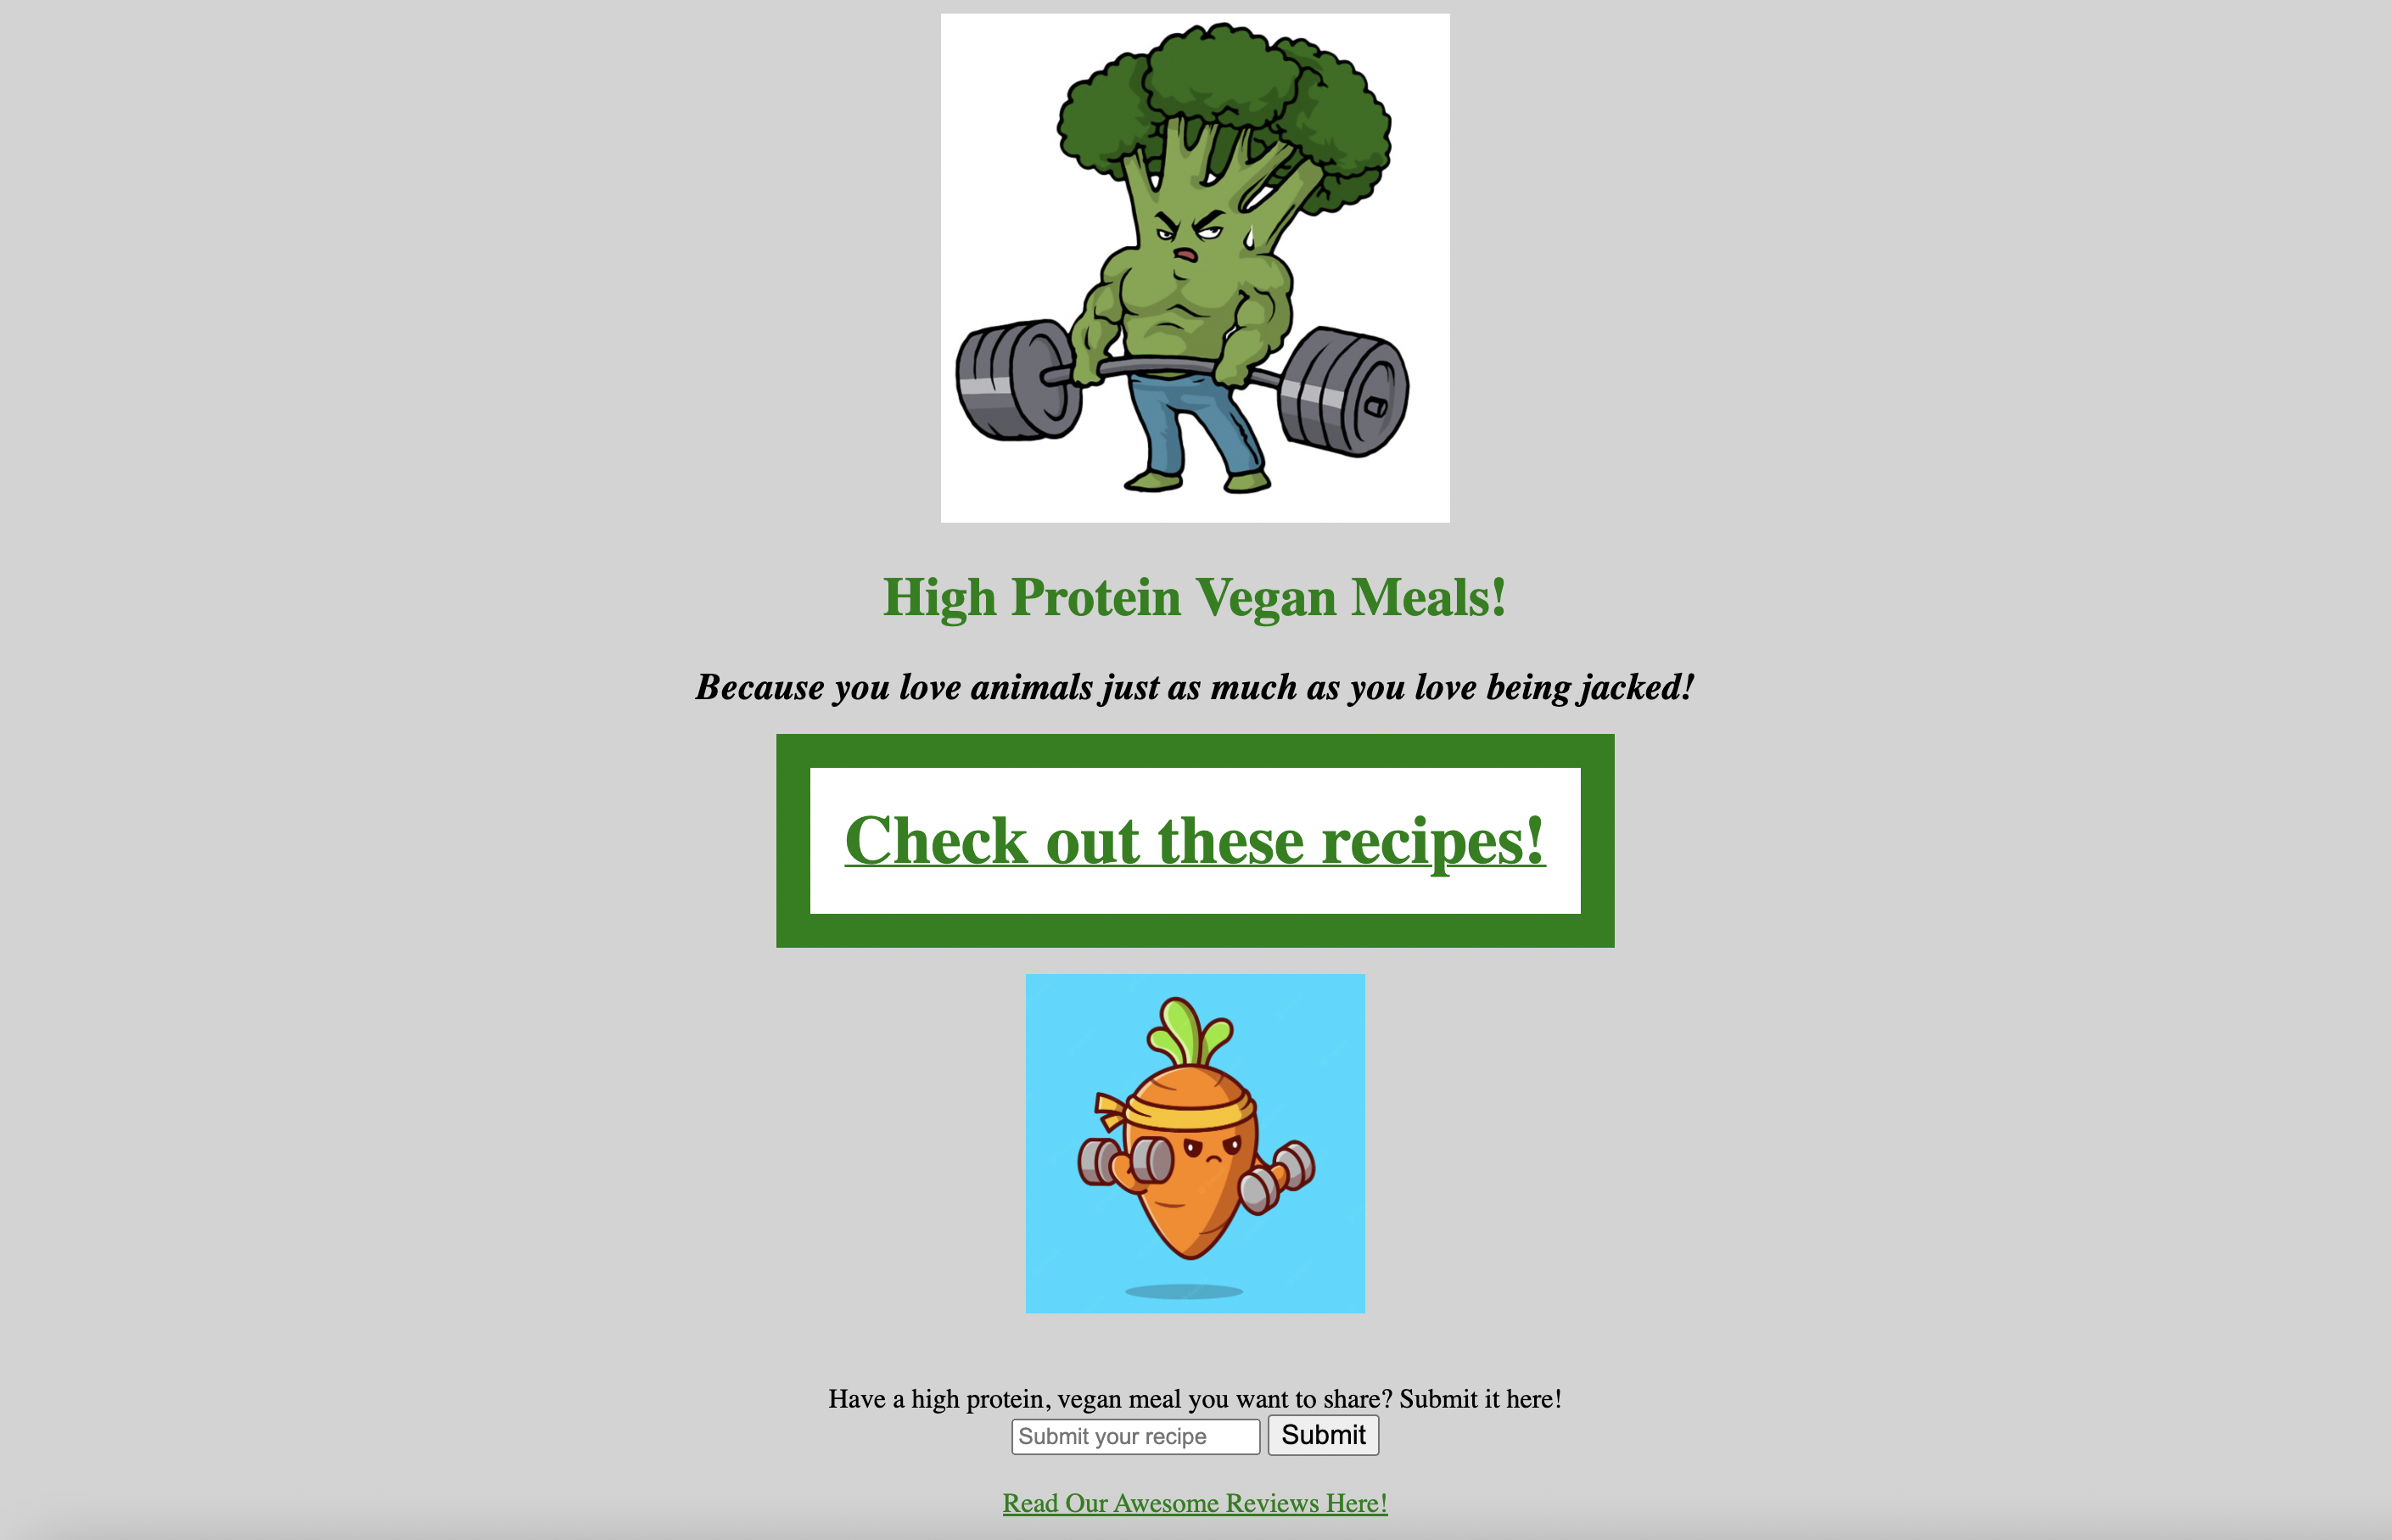 High Protein Vegan Meals!
Because you love animals just as much as you love being jacked!
Check out these recipes!
Have a high protein, vegan meal you want to share? Submit it here!
Submit your recipe Submit
Read Our Awesome Reviews Here!